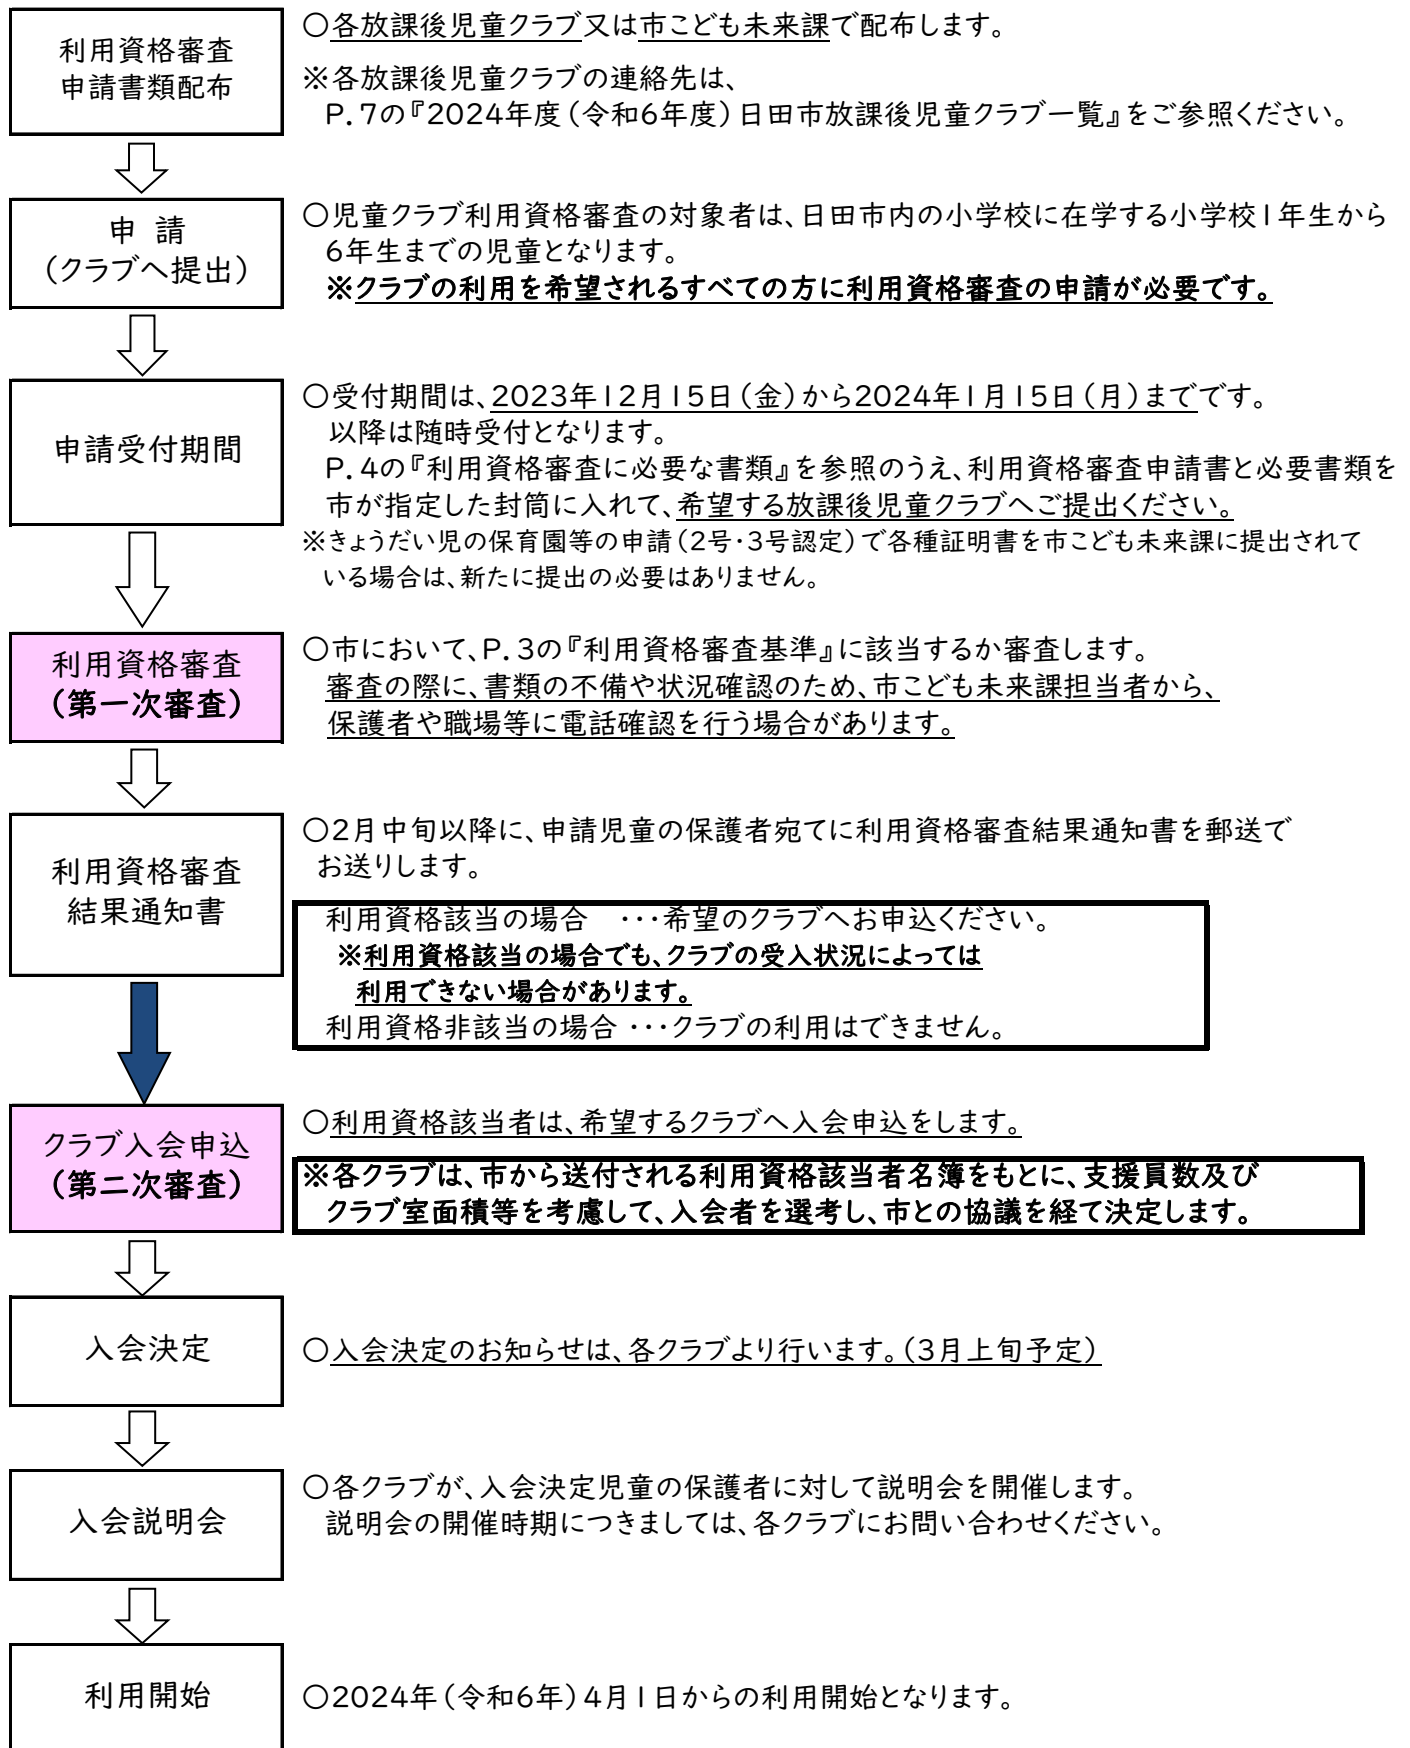 利用資格審査
申請書類配布
○各放課後児童クラブ又は市こども未来課で配布します。
※各放課後児童クラブの連絡先は、
P.7の『2024年度(令和6年度)日田市放課後児童クラブ一覧』をご参照ください。
申 請
(クラブへ提出)
○児童クラブ利用資格審査の対象者は、日田市内の小学校に在学する小学校1年生から
6年生までの児童となります。
※クラブの利用を希望されるすべての方に利用資格審査の申請が必要です。
申請受付期間
○受付期間は、2023年12月15日(金)から2024年1月15日(月)までです。
以降は随時受付となります。
P.4の『利用資格審査に必要な書類』を参照のうえ、利用資格審査申請書と必要書類を
市が指定した封筒に入れて、希望する放課後児童クラブへご提出ください。
※きょうだい児の保育園等の申請(2号・3号認定)で各種証明書を市こども未来課に提出されて
いる場合は、新たに提出の必要はありません。
利用資格審査
(第一次審査)
○市において、P.3の『利用資格審査基準』に該当するか審査します。
審査の際に、書類の不備や状況確認のため、市こども未来課担当者から、
保護者や職場等に電話確認を行う場合があります。
利用資格審査
結果通知書
○2月中旬以降に、申請児童の保護者宛てに利用資格審査結果通知書を郵送で
お送りします。
利用資格該当の場合 ・・・希望のクラブへお申込ください。
※利用資格該当の場合でも、クラブの受入状況によっては
利用できない場合があります。
利用資格非該当の場合 ・・・クラブの利用はできません。
クラブ入会申込
(第二次審査)
○利用資格該当者は、希望するクラブへ入会申込をします。
※各クラブは、市から送付される利用資格該当者名簿をもとに、支援員数及び
クラブ室面積等を考慮して、入会者を選考し、市との協議を経て決定します。
入会決定
○入会決定のお知らせは、各クラブより行います。(3月上旬予定)
入会説明会
○各クラブが、入会決定児童の保護者に対して説明会を開催します。
説明会の開催時期につきましては、各クラブにお問い合わせください。
利用開始
○2024年(令和6年)4月1日からの利用開始となります。